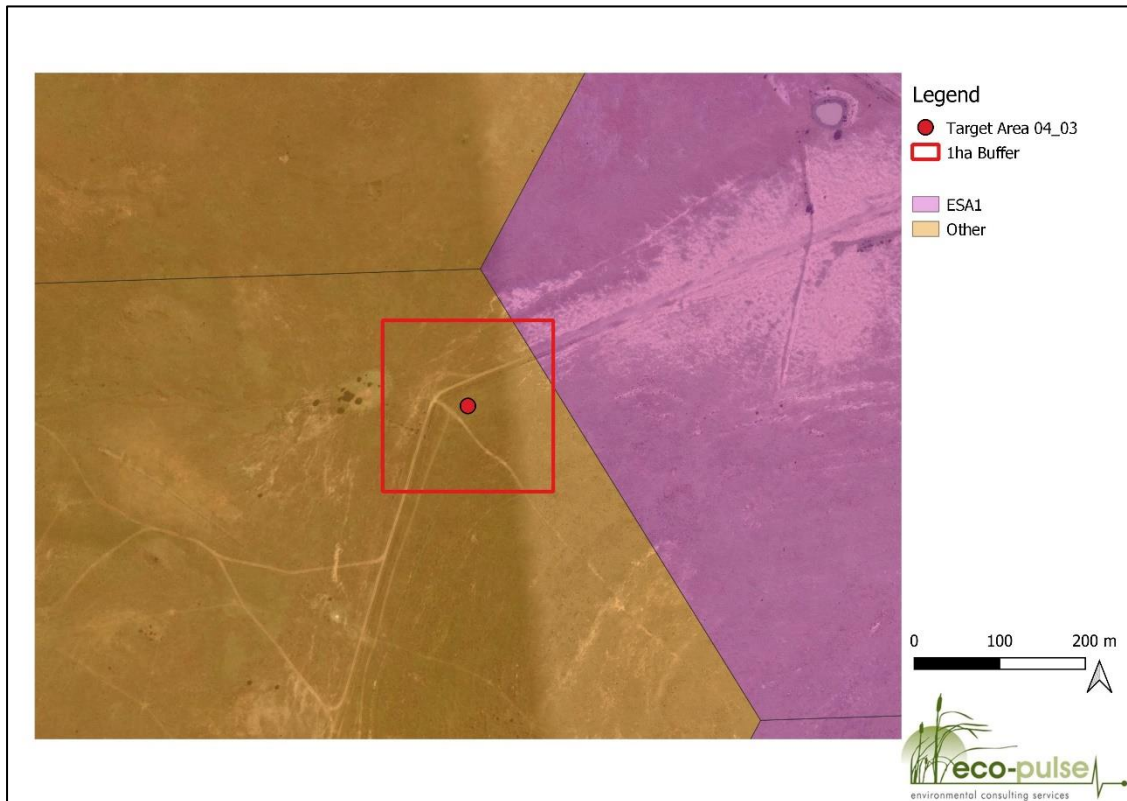 Legend
Target Area 04_03
1ha Buffer
ESA1
Other
0 100 200 m
eco-pulse
environmental consulting services